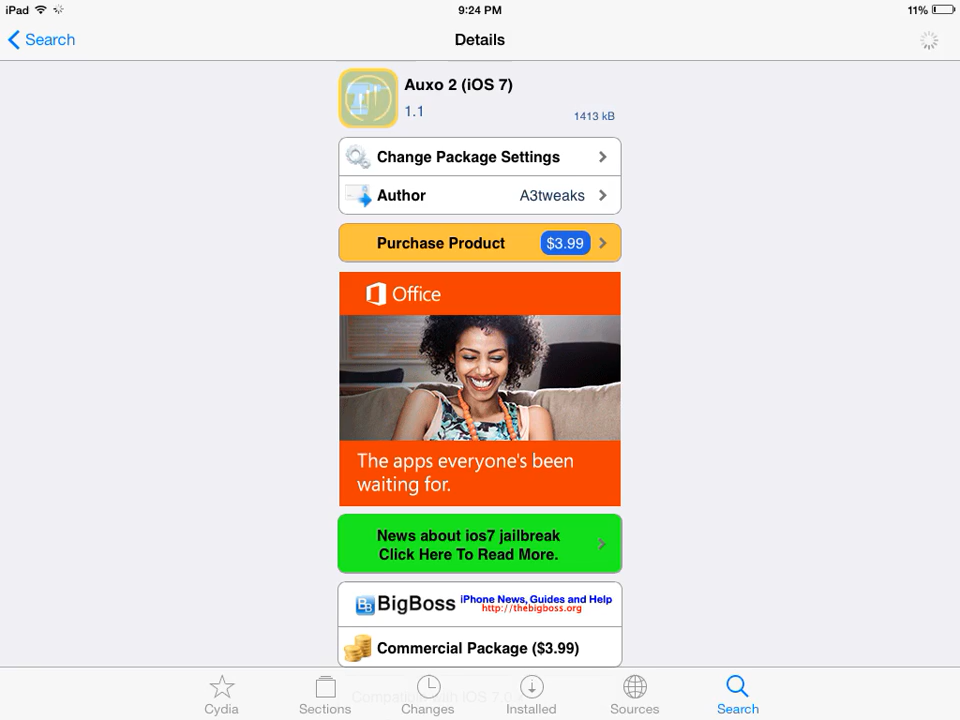 iPad 9:24 PM 11%
Search Details
Auxo 2 (iOS 7)
1.1
1413 kB
Change Package Settings
Author A3tweaks
Purchase Product $3.99
Office
The apps everyone's been
waiting for.
News about ios7 jailbreak
Click Here To Read More.
BigBoss iPhone News, Guides and Help
http://thebigboss.org
Commercial Package ($3.99)
Compatible with iOS 7.0
Cydia Sections Changes Installed Sources Search